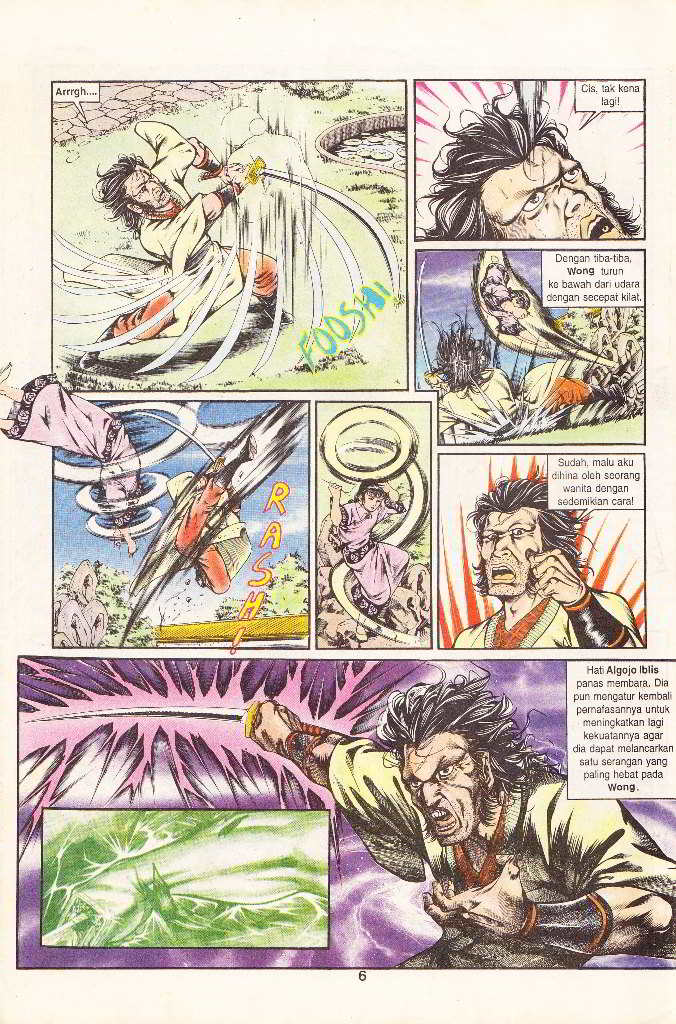 Arrrgh....
FOOSH!
Cis, tak kena
lagi!
Dengan tiba-tiba,
Wong turun
ke bawah dari udara
dengan secepat kilat.
RASH!
Sudah, malu aku
dihina oleh seorang
wanita dengan
sedemikian cara!
Hati Algojo Iblis
panas membara. Dia
pun mengatur kembali
pernafasannya untuk
meningkatkan lagi
kekuatannya agar
dia dapat melancarkan
satu serangan yang
paling hebat pada
Wong.
6